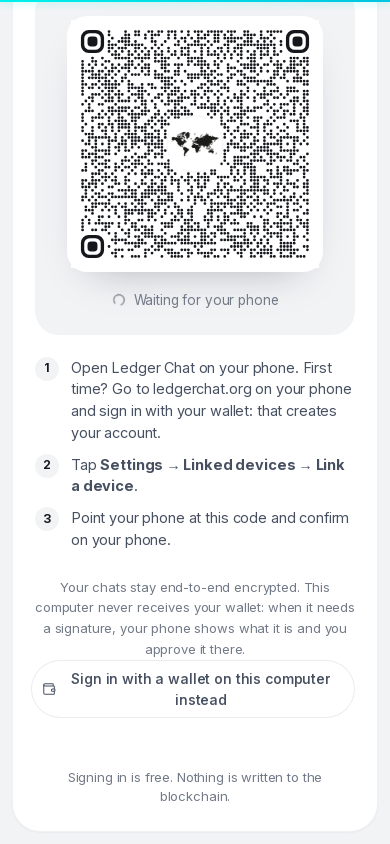 Waiting for your phone
1 Open Ledger Chat on your phone. First
time? Go to ledgerchat.org on your phone
and sign in with your wallet: that creates
your account.
2 Tap Settings → Linked devices → Link
a device.
3 Point your phone at this code and confirm
on your phone.
Your chats stay end-to-end encrypted. This
computer never receives your wallet: when it needs
a signature, your phone shows what it is and you
approve it there.
Sign in with a wallet on this computer
instead
Signing in is free. Nothing is written to the
blockchain.